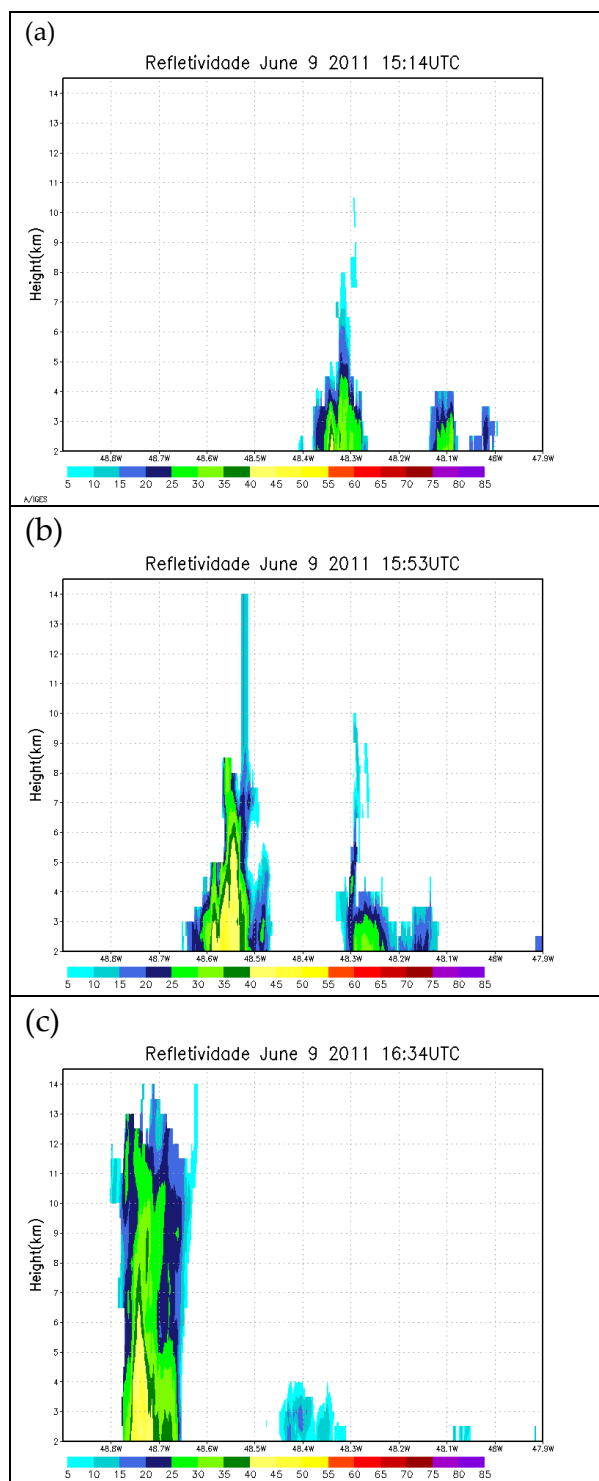 (a)
Refletividade June 9 2011 15:14UTC
14
13
12
11
10
9
8
7
6
5
4
3
2
Height(km)
48.8W 48.7W 48.6W 48.5W 48.4W 48.3W 48.2W 48.1W 48W 47.9W
5 10 15 20 25 30 35 40 45 50 55 60 65 70 75 80 85
A/IGES
(b)
Refletividade June 9 2011 15:53UTC
14
13
12
11
10
9
8
7
6
5
4
3
2
Height(km)
48.8W 48.7W 48.6W 48.5W 48.4W 48.3W 48.2W 48.1W 48W 47.9W
5 10 15 20 25 30 35 40 45 50 55 60 65 70 75 80 85
(c)
Refletividade June 9 2011 16:34UTC
14
13
12
11
10
9
8
7
6
5
4
3
2
Height(km)
48.8W 48.7W 48.6W 48.5W 48.4W 48.3W 48.2W 48.1W 48W 47.9W
5 10 15 20 25 30 35 40 45 50 55 60 65 70 75 80 85